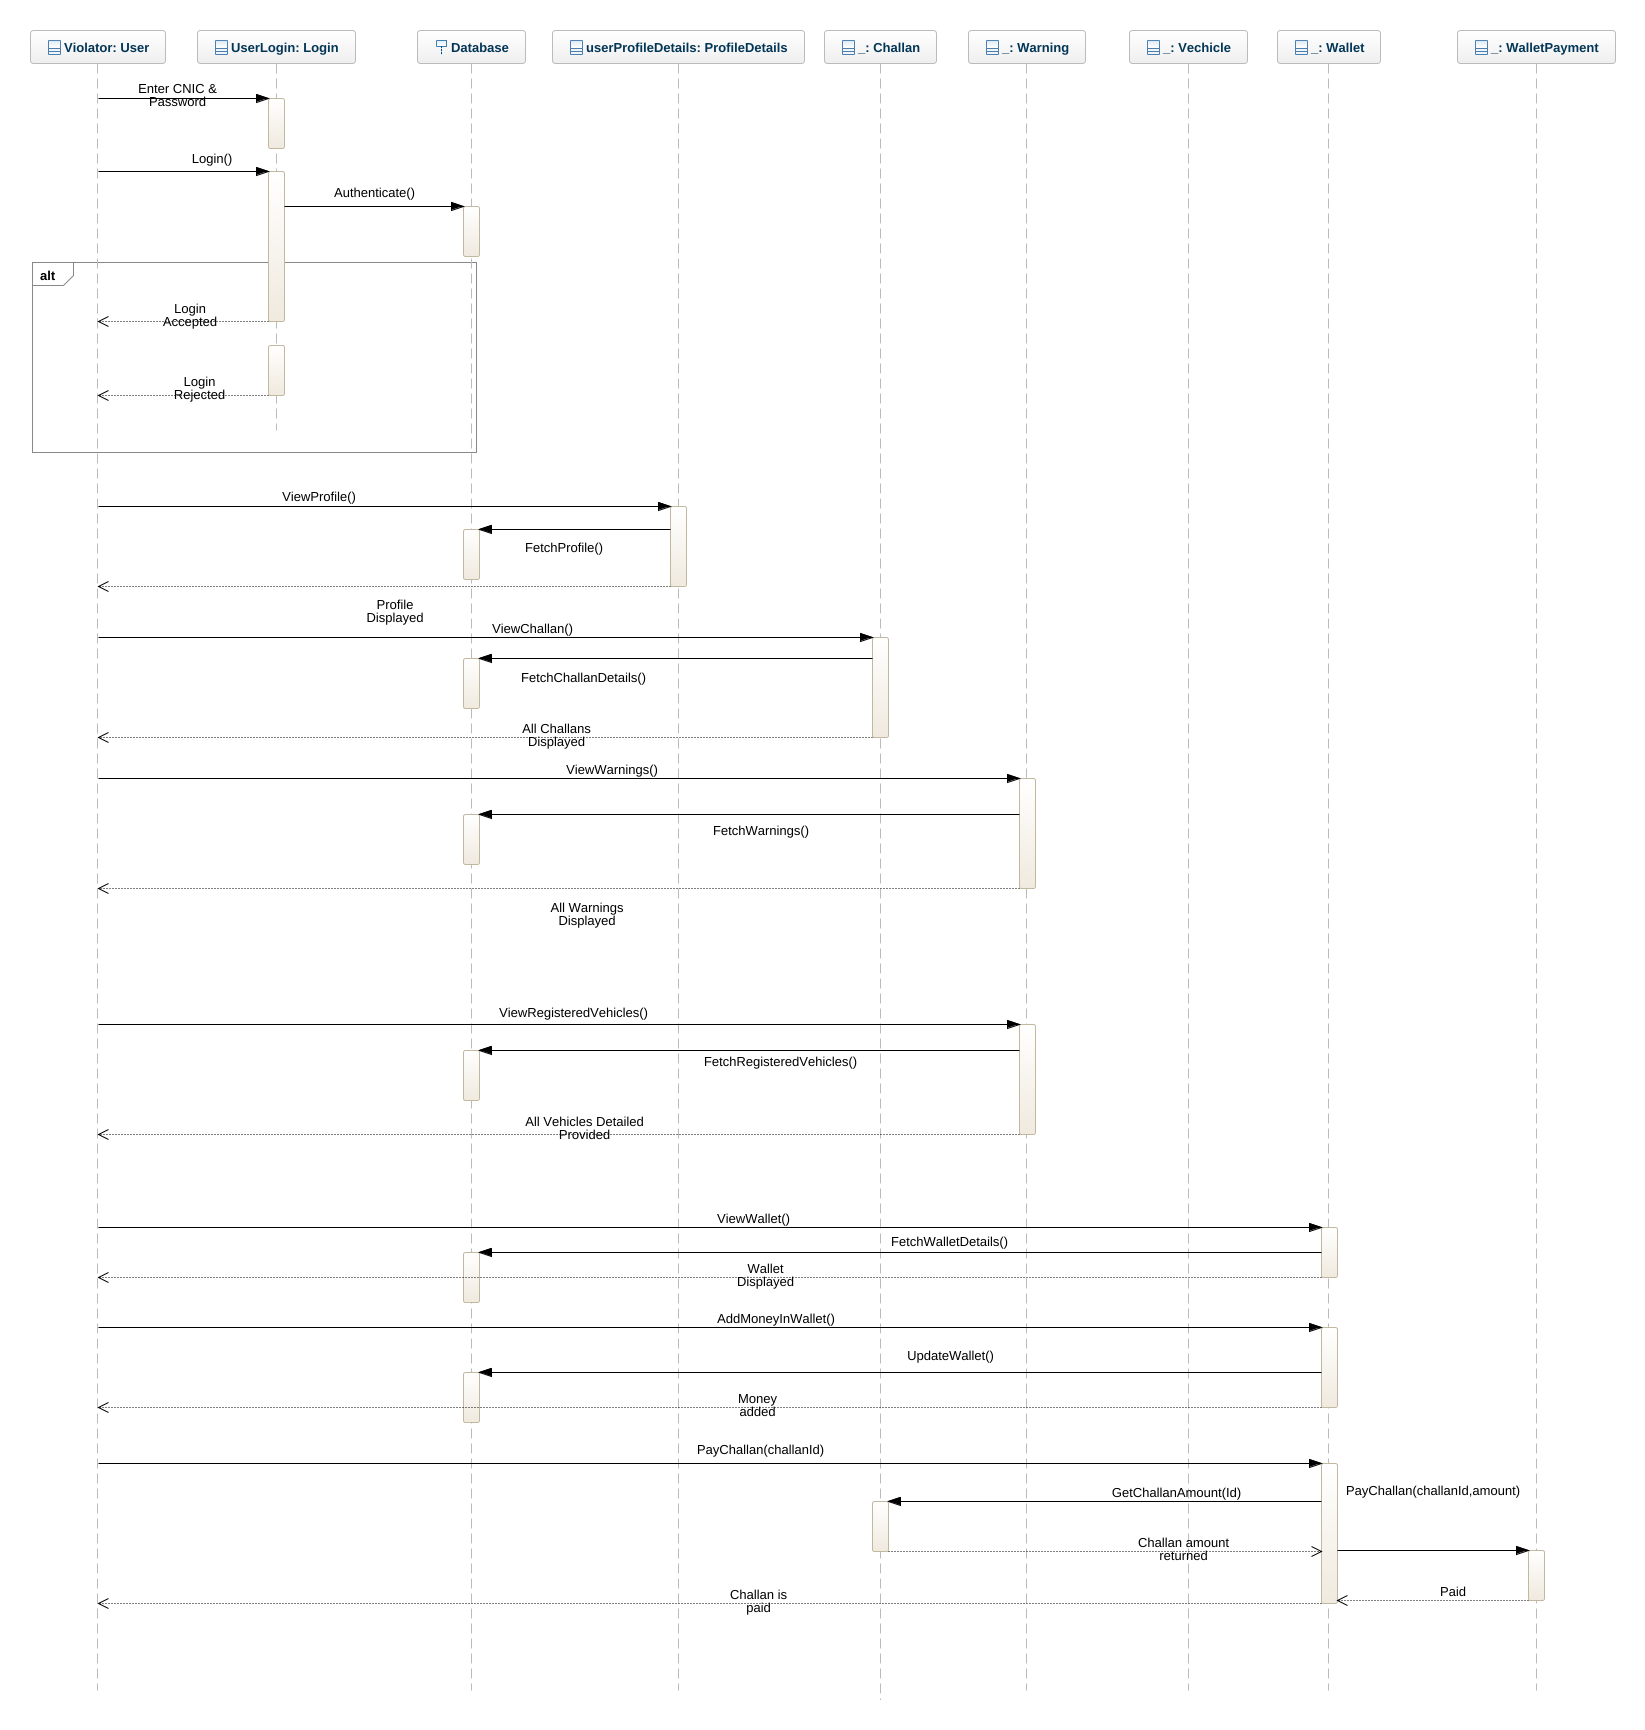 Violator: User
UserLogin: Login
Database
userProfileDetails: ProfileDetails
_: Challan
_: Warning
_: Vechicle
_: Wallet
_: WalletPayment
Enter CNIC &
Password
Login()
Authenticate()
alt
Login
Accepted
Login
Rejected
ViewProfile()
FetchProfile()
Profile
Displayed
ViewChallan()
FetchChallanDetails()
All Challans
Displayed
ViewWarnings()
FetchWarnings()
All Warnings
Displayed
ViewRegisteredVehicles()
FetchRegisteredVehicles()
All Vehicles Detailed
Provided
ViewWallet()
FetchWalletDetails()
Wallet
Displayed
AddMoneyInWallet()
UpdateWallet()
Money
added
PayChallan(challanId)
GetChallanAmount(Id)
PayChallan(challanId,amount)
Challan amount
returned
Paid
Challan is
paid